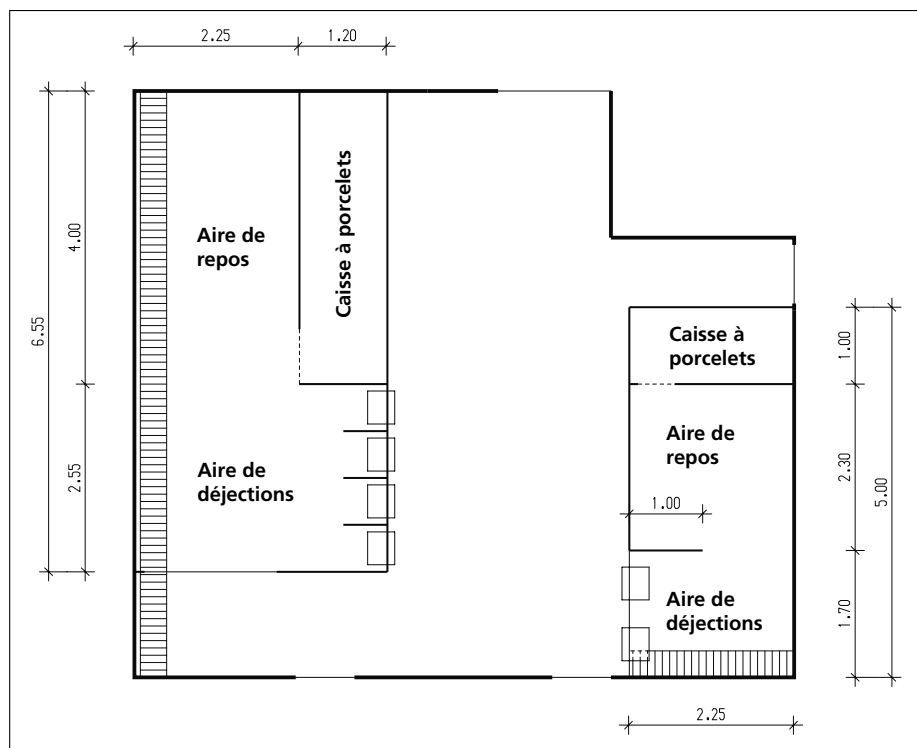 2.25
1.20
Aire de
repos
Caisse à porcelets
4.00
6.55
2.55
Aire de
déjections
Caisse à
porcelets
Aire de
repos
1.00
Aire de
déjections
1.00
2.30
5.00
1.70
2.25